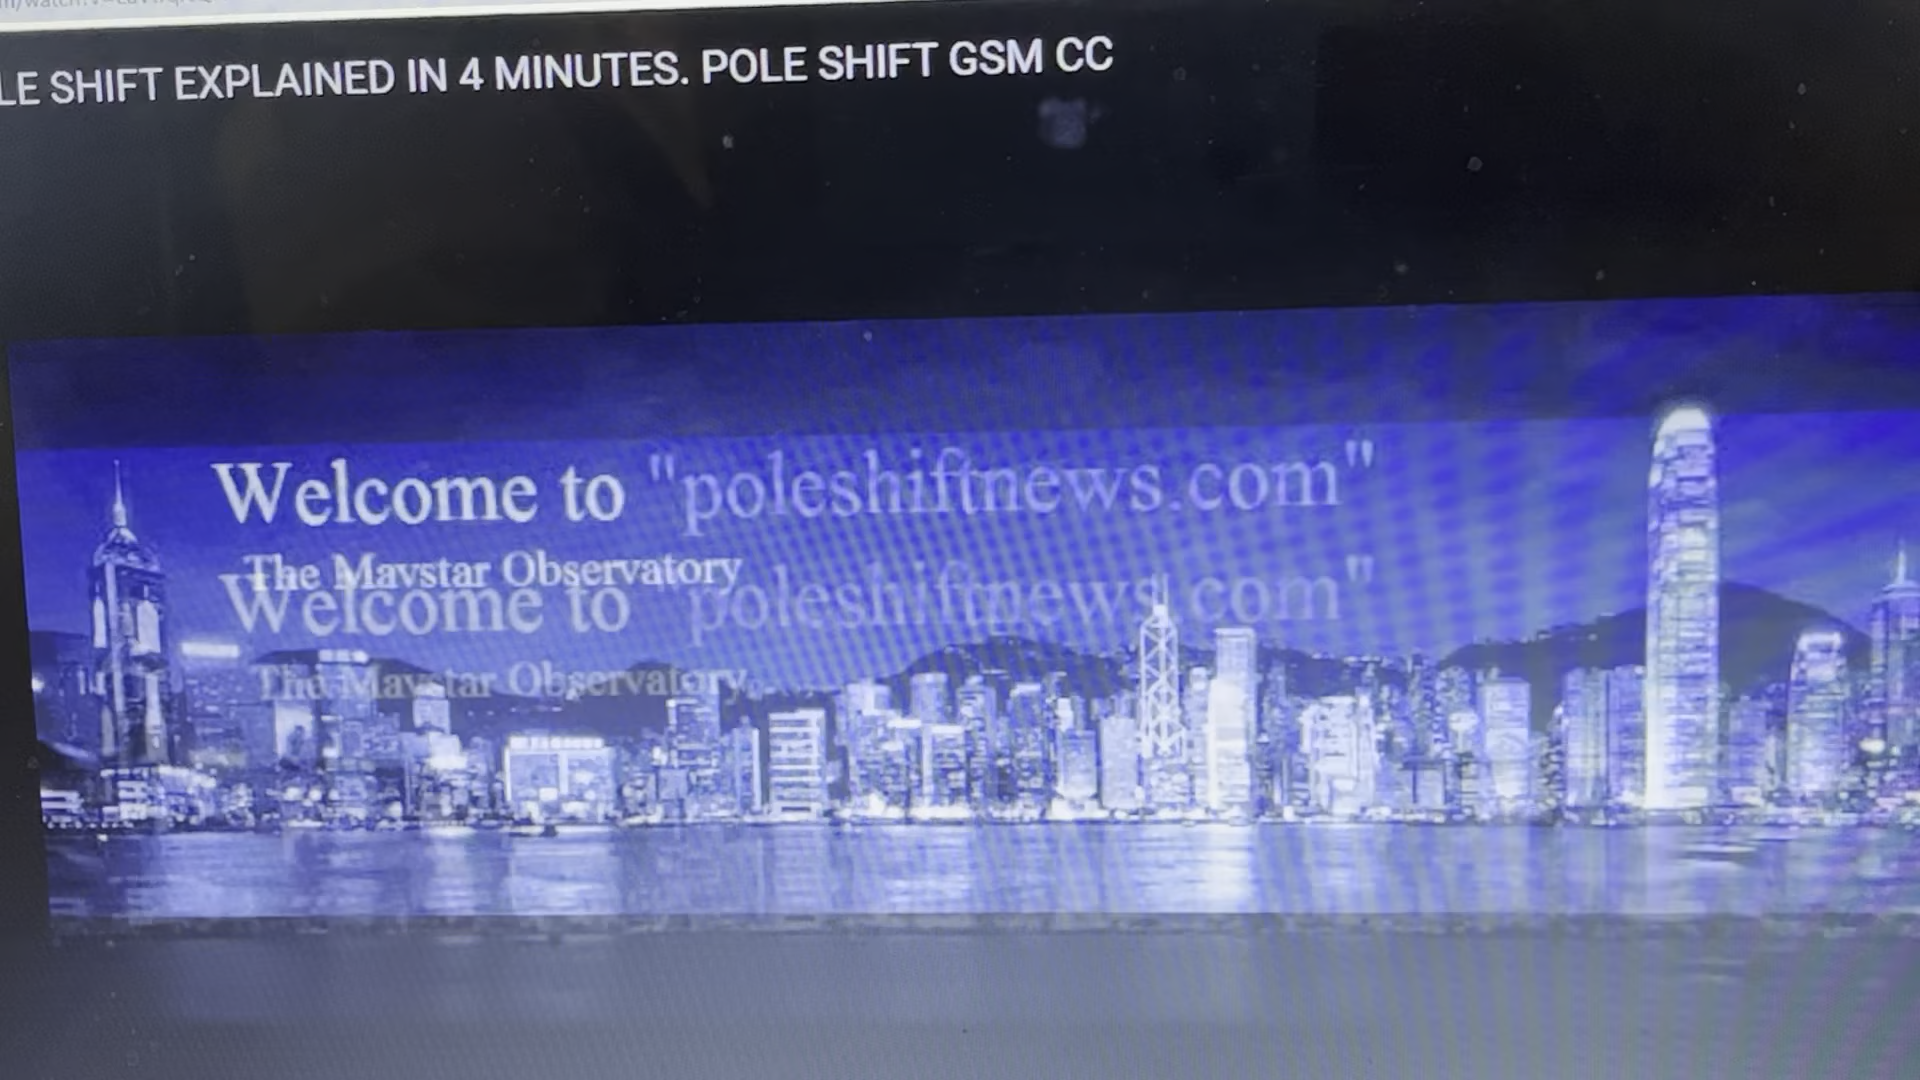 LE SHIFT EXPLAINED IN 4 MINUTES. POLE SHIFT GSM CC
Welcome to "poleshiftnews.com"
The Mavstar Observatory
Welcome to "poleshiftnews.com"
The Mavstar Observatory